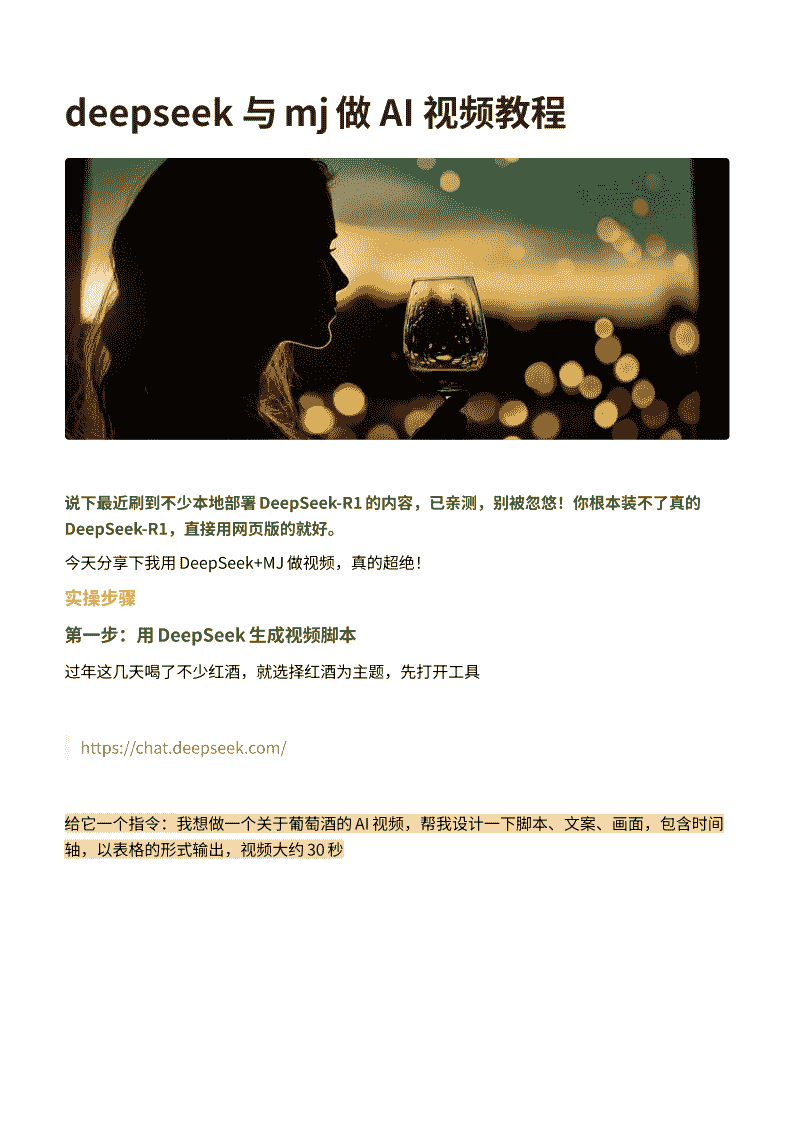 deepseek 与 mj 做 AI 视频教程
说下最近刷到不少本地部署 DeepSeek-R1 的内容，已亲测，别被忽悠！你根本装不了真的
DeepSeek-R1，直接用网页版的就好。
今天分享下我用 DeepSeek+MJ 做视频，真的超绝！
实操步骤
第一步：用 DeepSeek 生成视频脚本
过年这几天喝了不少红酒，就选择红酒为主题，先打开工具
https://chat.deepseek.com/
给它一个指令：我想做一个关于葡萄酒的 AI 视频，帮我设计一下脚本、文案、画面，包含时间
轴，以表格的形式输出，视频大约 30 秒